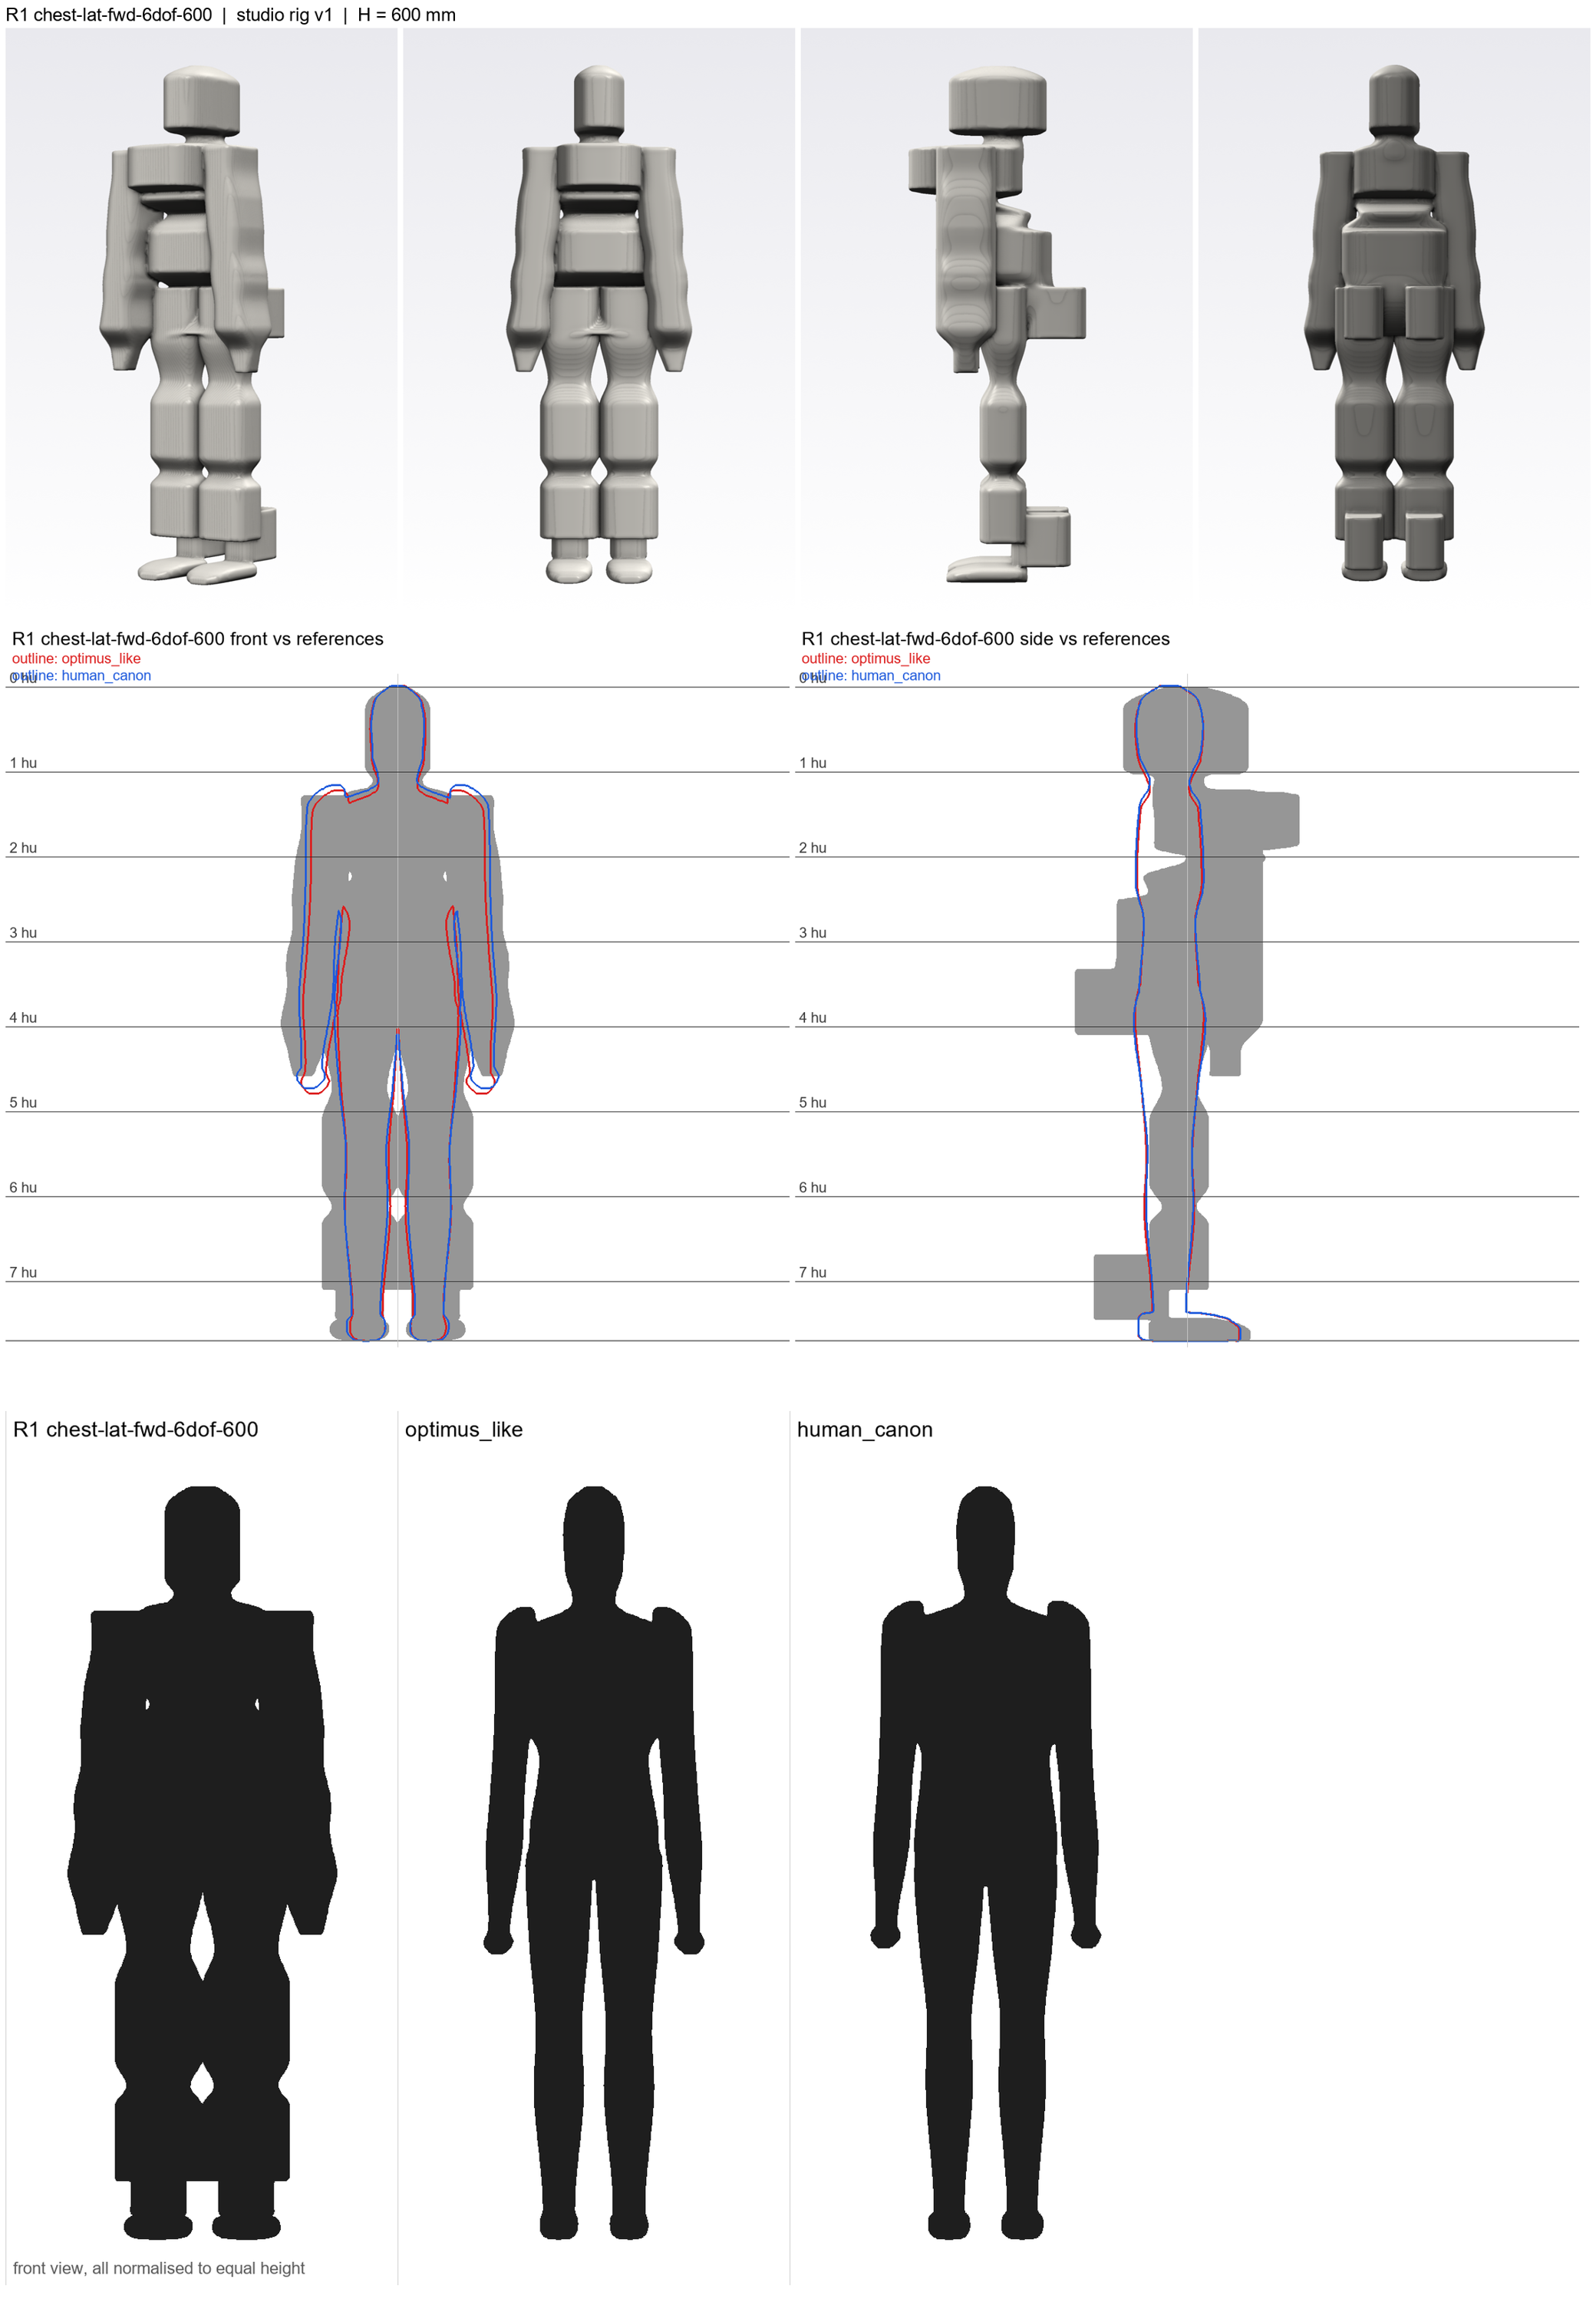 R1 chest-lat-fwd-6dof-600 | studio rig v1 | H = 600 mm
R1 chest-lat-fwd-6dof-600 front vs references
outline: optimus_like
outline: human_canon
0 hu
1 hu
2 hu
3 hu
4 hu
5 hu
6 hu
7 hu
R1 chest-lat-fwd-6dof-600 side vs references
outline: optimus_like
outline: human_canon
0 hu
1 hu
2 hu
3 hu
4 hu
5 hu
6 hu
7 hu
R1 chest-lat-fwd-6dof-600
optimus_like
human_canon
front view, all normalised to equal height